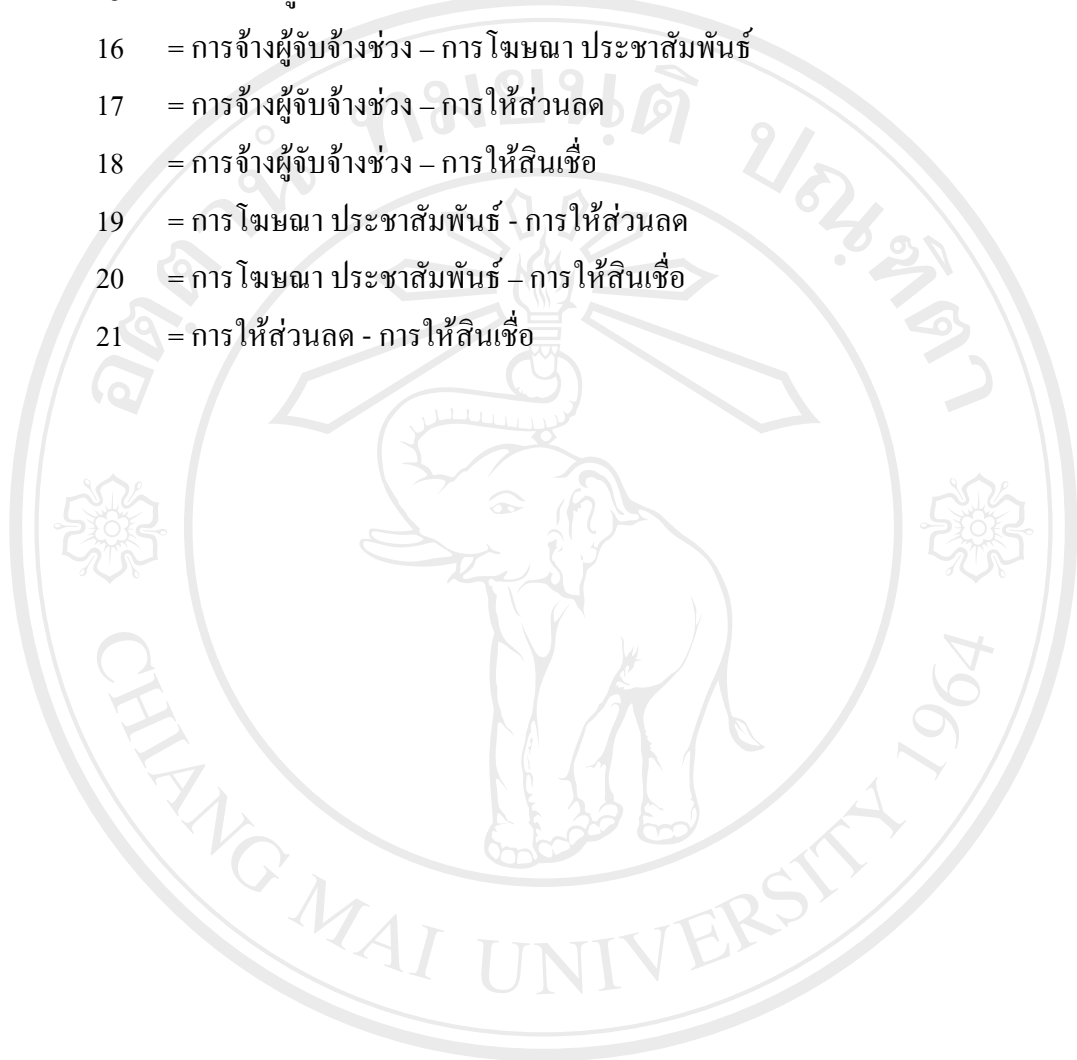 16 = การจ้างผู้จับจ้างช่วง – การโฆษณา ประชาสัมพันธ์
17 = การจ้างผู้จับจ้างช่วง – การให้ส่วนลด
18 = การจ้างผู้จับจ้างช่วง – การให้สินเชื่อ
19 = การโฆษณา ประชาสัมพันธ์ - การให้ส่วนลด
20 = การโฆษณา ประชาสัมพันธ์ – การให้สินเชื่อ
21 = การให้ส่วนลด - การให้สินเชื่อ
CHIANG MAI UNIVERSITY 1964